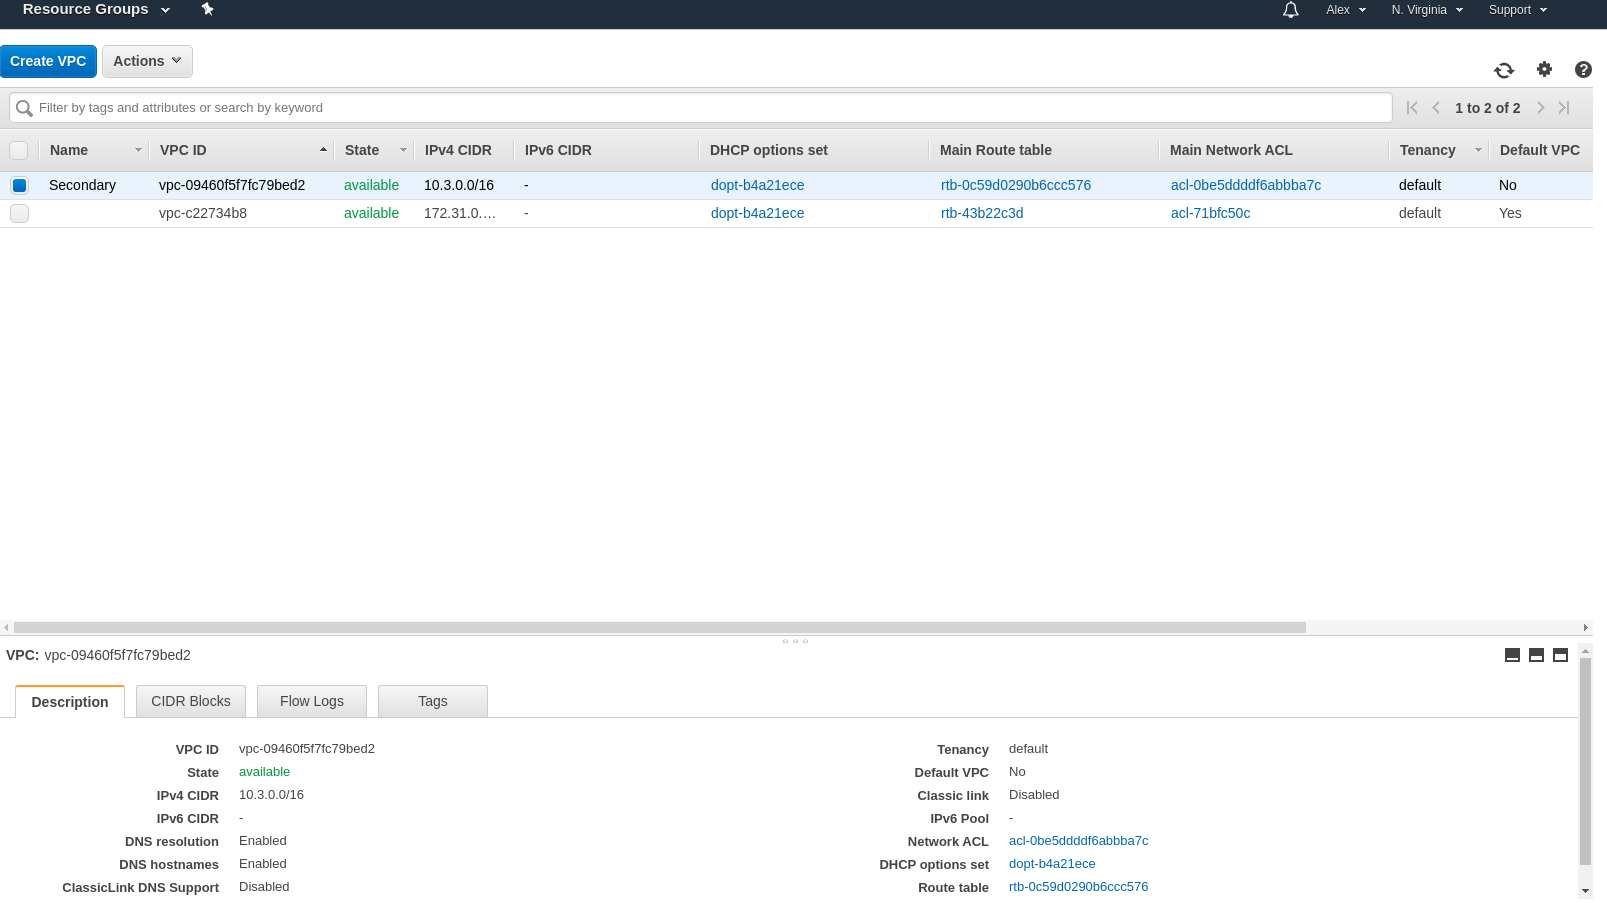 Resource Groups Alex N. Virginia Support
Create VPC Actions
Filter by tags and attributes or search by keyword 1 to 2 of 2
Name VPC ID State IPv4 CIDR IPv6 CIDR DHCP options set Main Route table Main Network ACL Tenancy Default VPC
Secondary vpc-09460f5f7fc79bed2 available 10.3.0.0/16 - dopt-b4a21ece rtb-0c59d0290b6ccc576 acl-0be5ddddf6abbba7c default No
vpc-c22734b8 available 172.31.0.… - dopt-b4a21ece rtb-43b22c3d acl-71bfc50c default Yes
VPC: vpc-09460f5f7fc79bed2
Description CIDR Blocks Flow Logs Tags
VPC ID vpc-09460f5f7fc79bed2 Tenancy default
State available Default VPC No
IPv4 CIDR 10.3.0.0/16 Classic link Disabled
IPv6 CIDR - IPv6 Pool -
DNS resolution Enabled Network ACL acl-0be5ddddf6abbba7c
DNS hostnames Enabled DHCP options set dopt-b4a21ece
ClassicLink DNS Support Disabled Route table rtb-0c59d0290b6ccc576